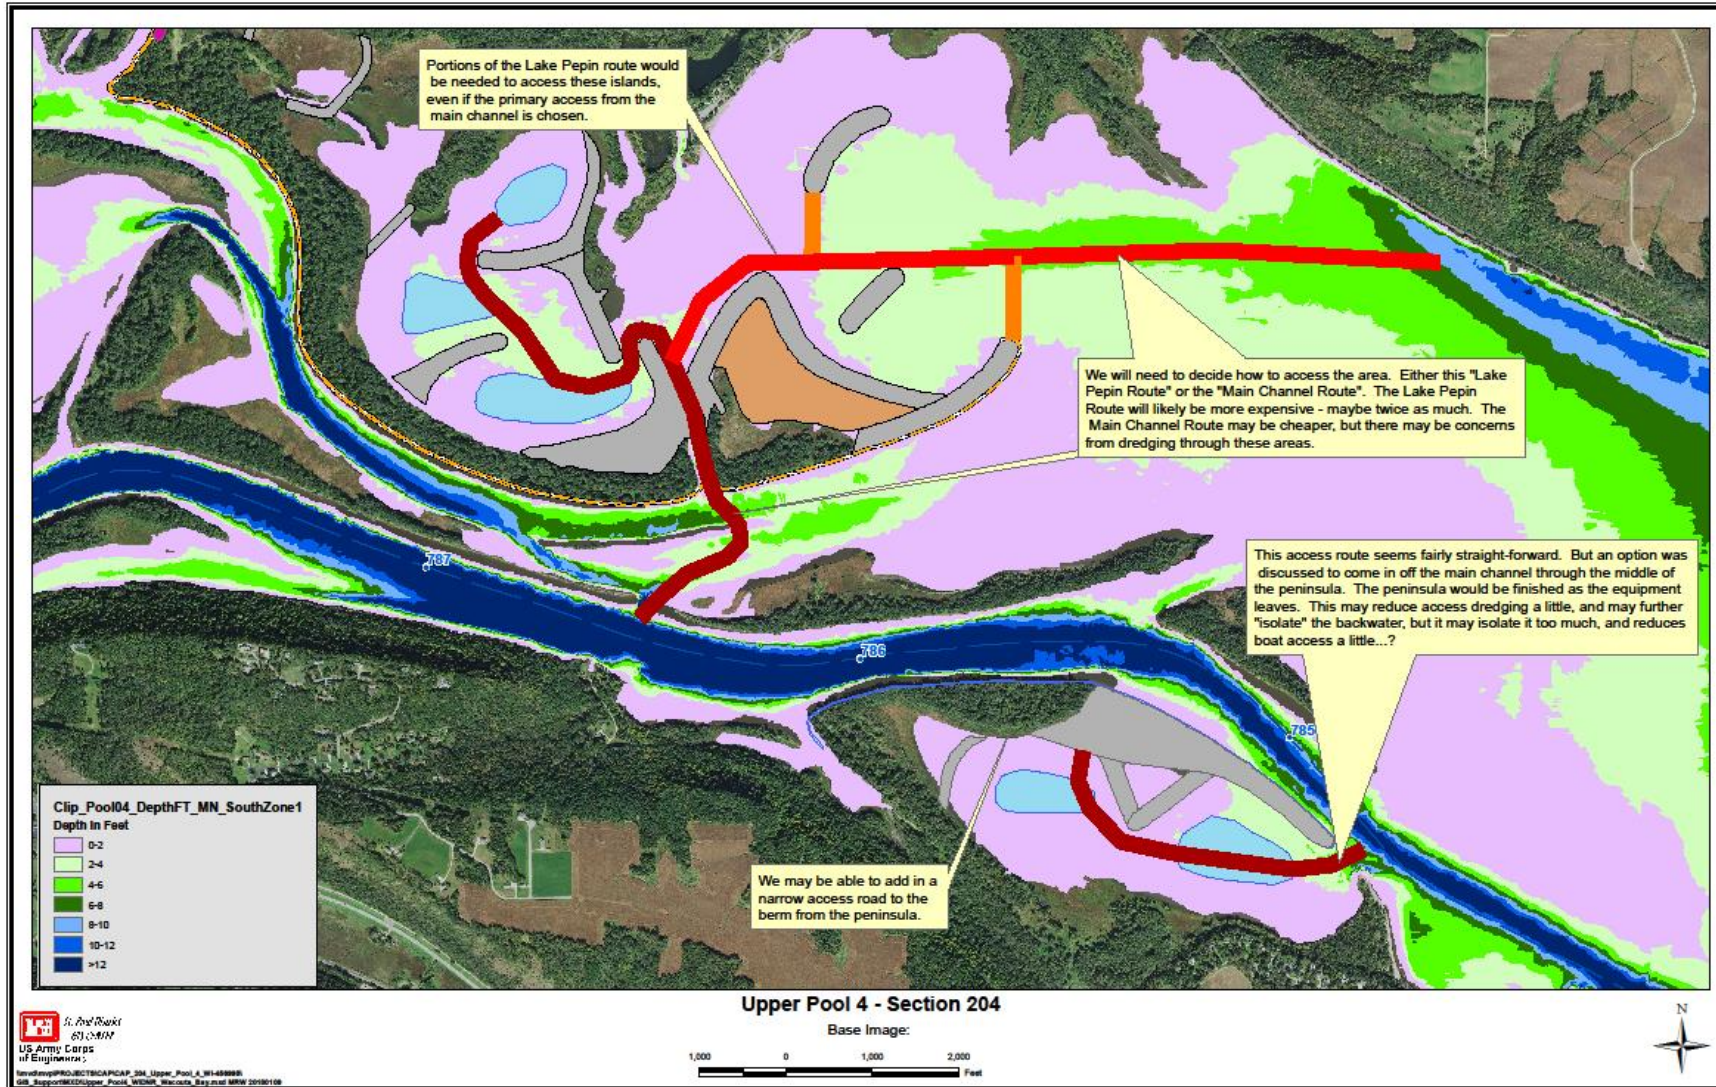 Portions of the Lake Pepin route would
be needed to access these islands,
even if the primary access from the
main channel is chosen.
We will need to decide how to access the area. Either this "Lake
Pepin Route" or the "Main Channel Route". The Lake Pepin
Route will likely be more expensive - maybe twice as much. The
Main Channel Route may be cheaper, but there may be concerns
from dredging through these areas.
This access route seems fairly straight-forward. But an option was
discussed to come in off the main channel through the middle of
the peninsula. The peninsula would be finished as the equipment
leaves. This may reduce access dredging a little, and may further
"isolate" the backwater, but it may isolate it too much, and reduces
boat access a little...?
787
786
785
We may be able to add in a
narrow access road to the
berm from the peninsula.
Clip_Pool04_DepthFT_MN_SouthZone1
Depth in Feet
0-2
2-4
4-6
6-8
8-10
10-12
>12
Upper Pool 4 - Section 204
Base Image:
1,000 0 1,000 2,000
Feet
N
US Army Corps
of Engineers